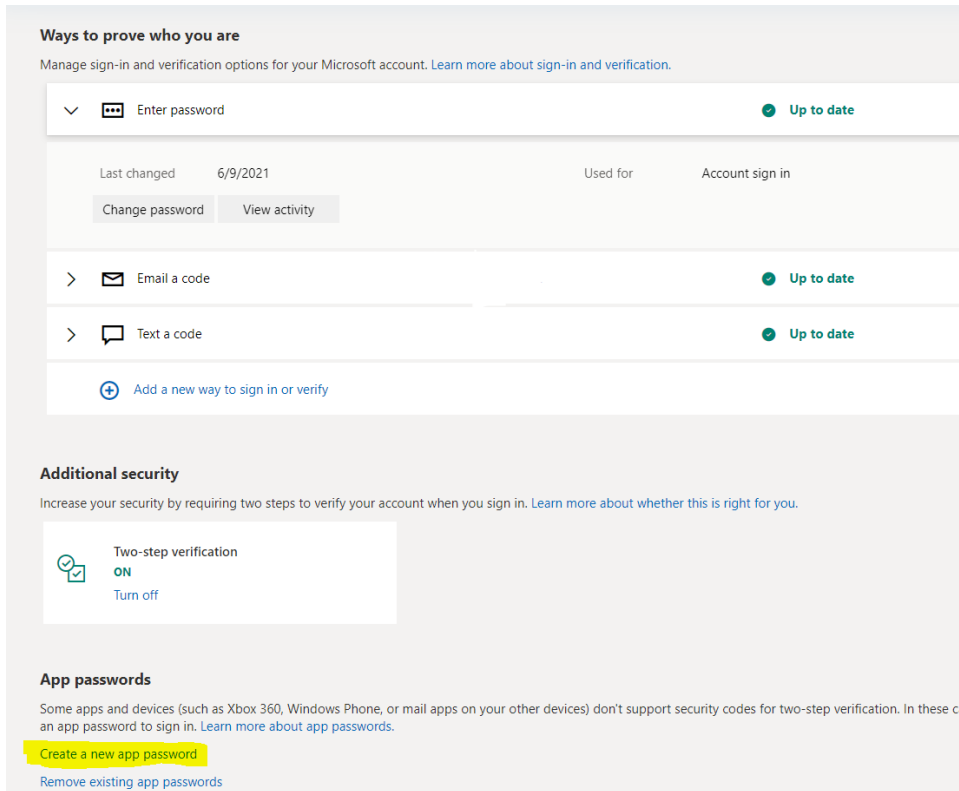 Ways to prove who you are
Manage sign-in and verification options for your Microsoft account. Learn more about sign-in and verification.
Enter password
Up to date
Last changed 6/9/2021 Used for Account sign in
Change password View activity
Email a code Up to date
Text a code Up to date
Add a new way to sign in or verify
Additional security
Increase your security by requiring two steps to verify your account when you sign in. Learn more about whether this is right for you.
Two-step verification
ON
Turn off
App passwords
Some apps and devices (such as Xbox 360, Windows Phone, or mail apps on your other devices) don't support security codes for two-step verification. In these
an app password to sign in. Learn more about app passwords.
Create a new app password
Remove existing app passwords